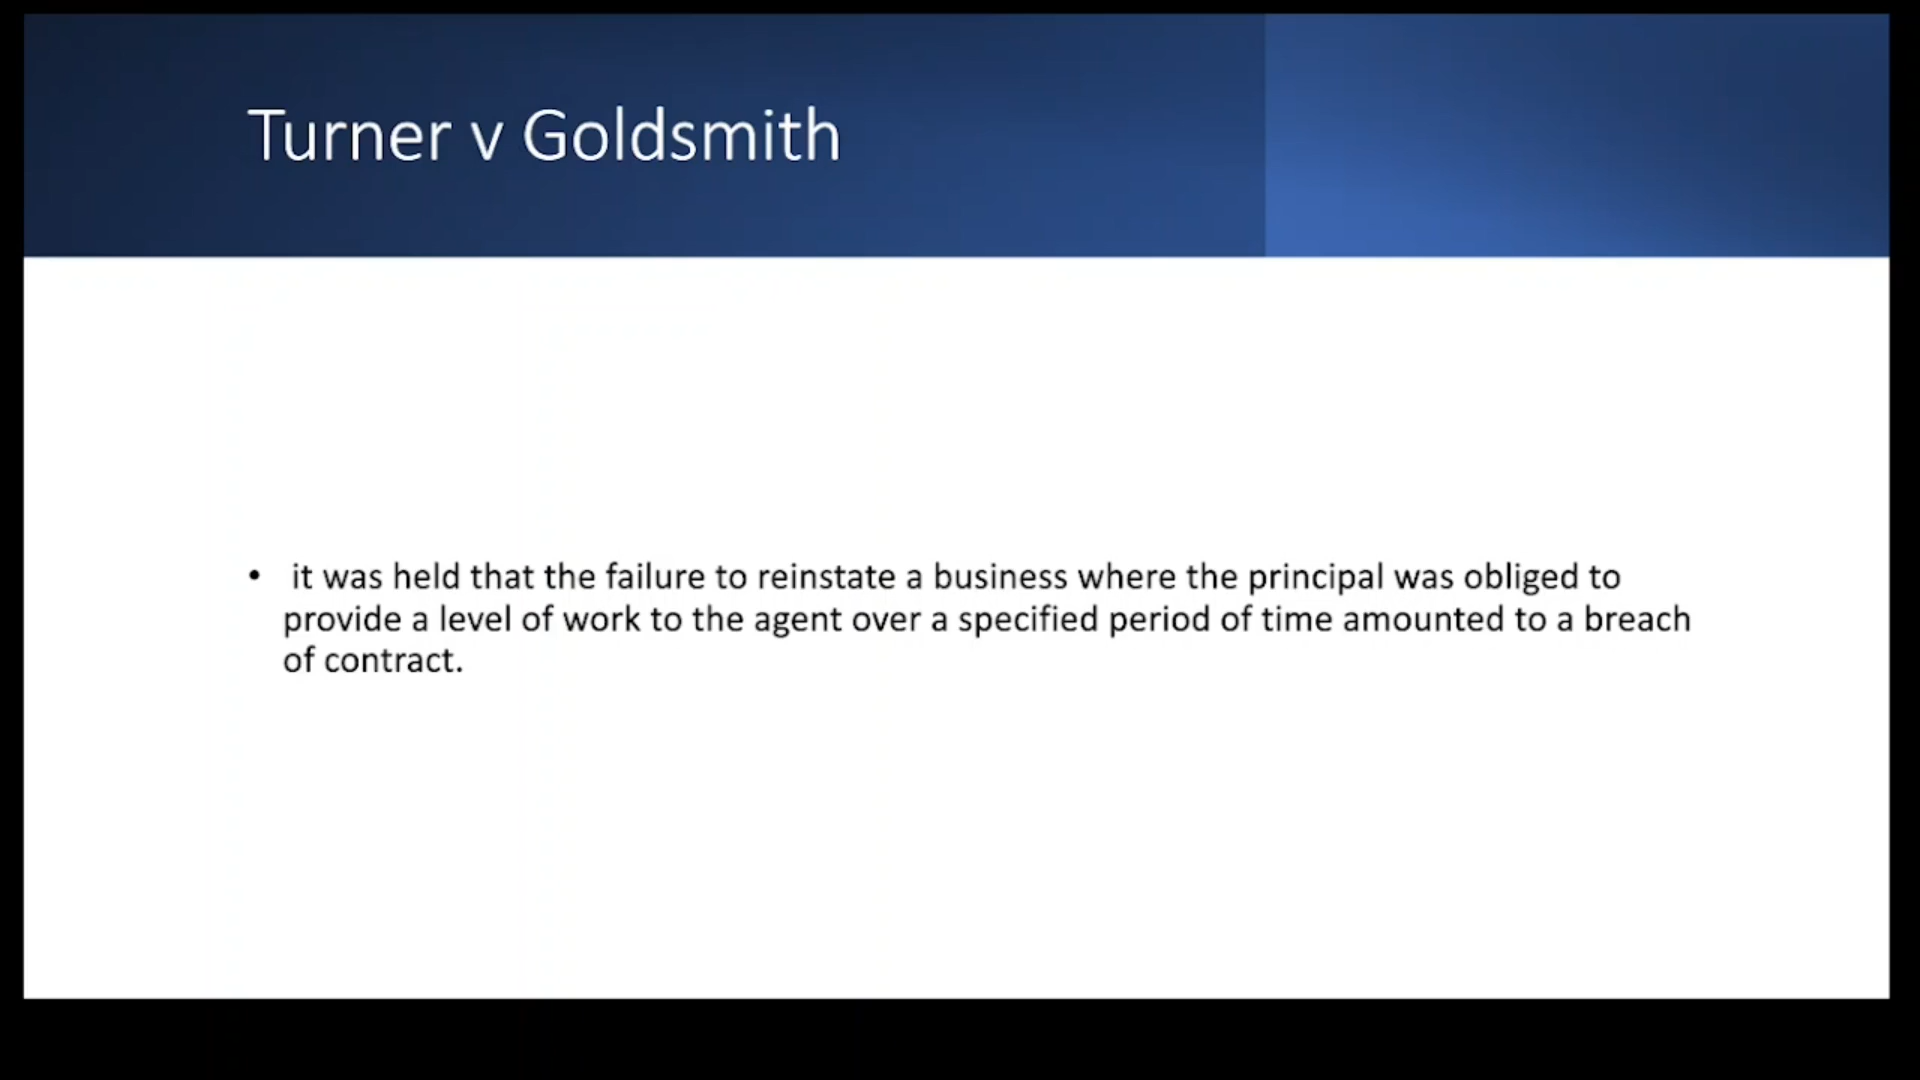 Turner v Goldsmith
• it was held that the failure to reinstate a business where the principal was obliged to
provide a level of work to the agent over a specified period of time amounted to a breach
of contract.